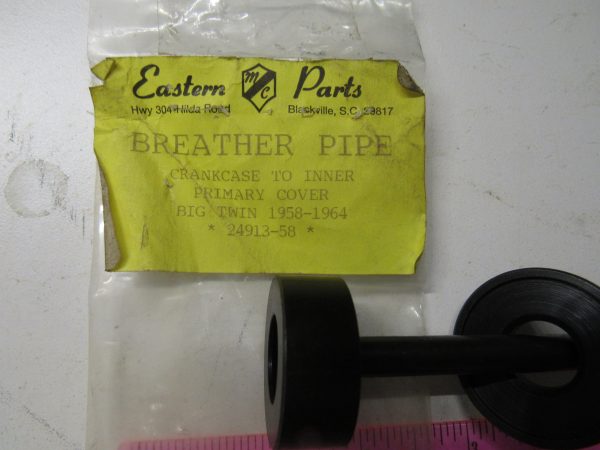 Eastern MC Parts
Hwy 304 Hilda Road Blackville, S.C. 29817
BREATHER PIPE
CRANKCASE TO INNER
PRIMARY COVER
BIG TWIN 1958-1964
* 24913-58 *